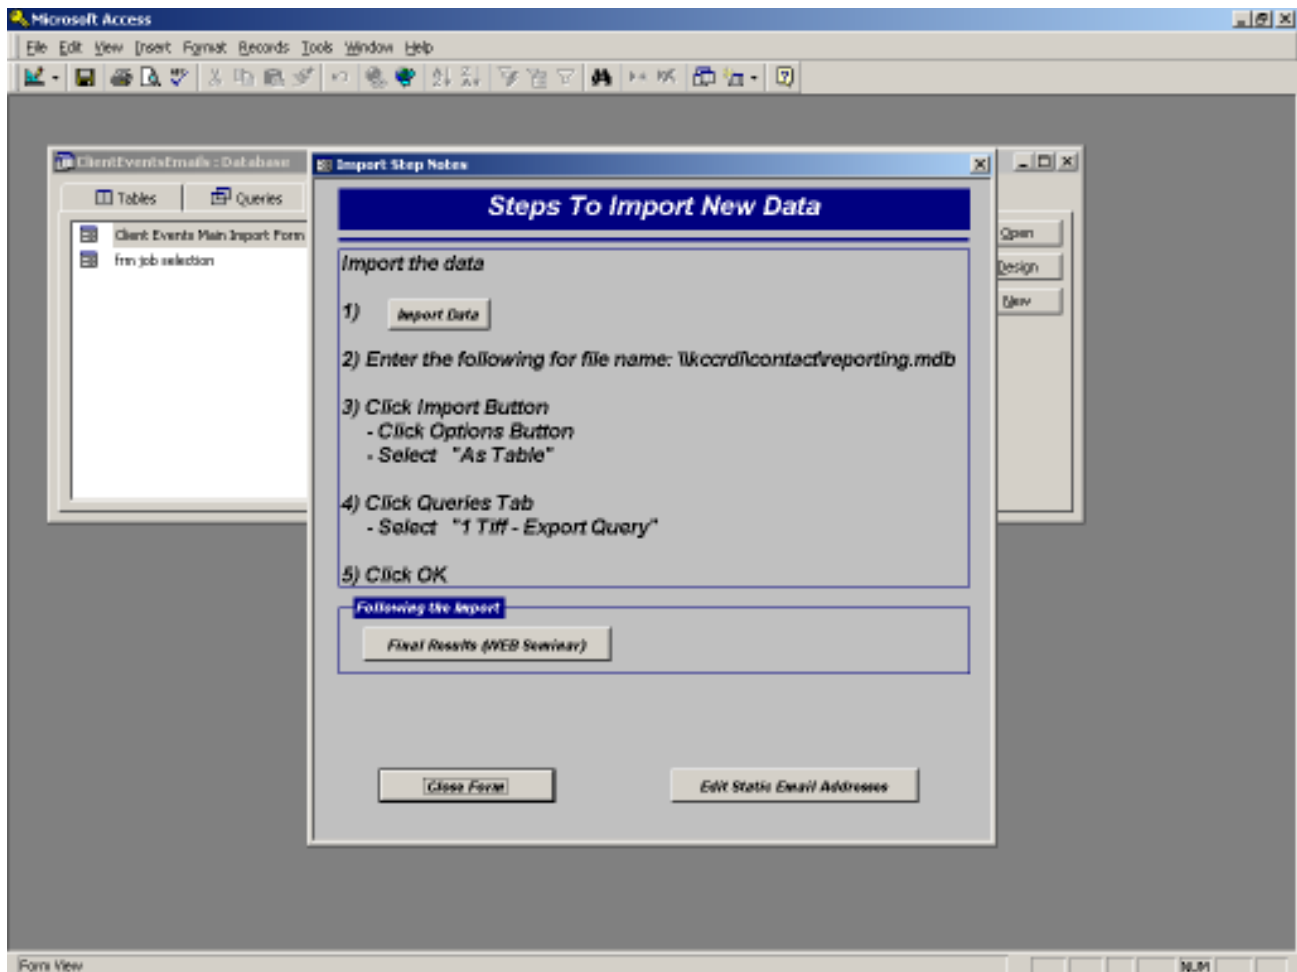 Microsoft Access
File Edit View Insert Format Records Tools Window Help
ClientEventsEmails : Database
Import Step Notes
Tables Queries
Steps To Import New Data
Client Events Main Import Form
Open
frm job selection
Design
New
Import the data
1) Import Data
2) Enter the following for file name: \\kccrdi\contact\reporting.mdb
3) Click Import Button
- Click Options Button
- Select "As Table"
4) Click Queries Tab
- Select "1 Tiff - Export Query"
5) Click OK
Following the Import
Final Results (WEB Seminar)
Close Form
Edit Static Email Addresses
Form View
NUM